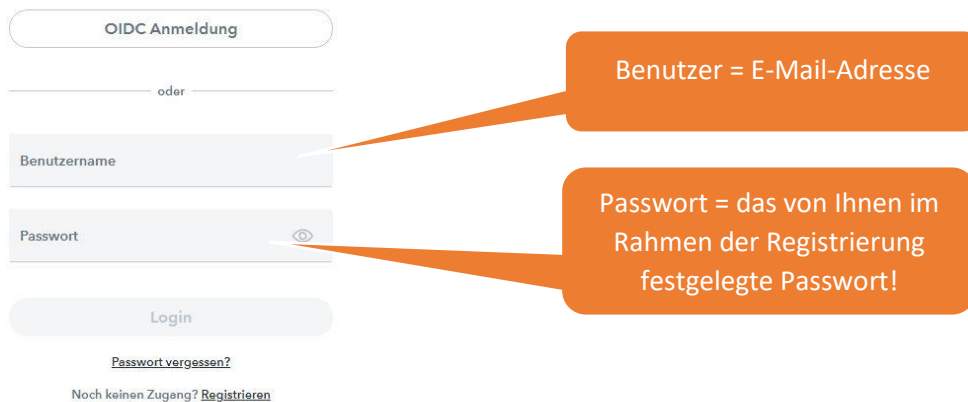 OIDC Anmeldung
oder
Benutzername
Passwort
Login
Passwort vergessen?
Noch keinen Zugang? Registrieren
Benutzer = E-Mail-Adresse
Passwort = das von Ihnen im
Rahmen der Registrierung
festgelegte Passwort!